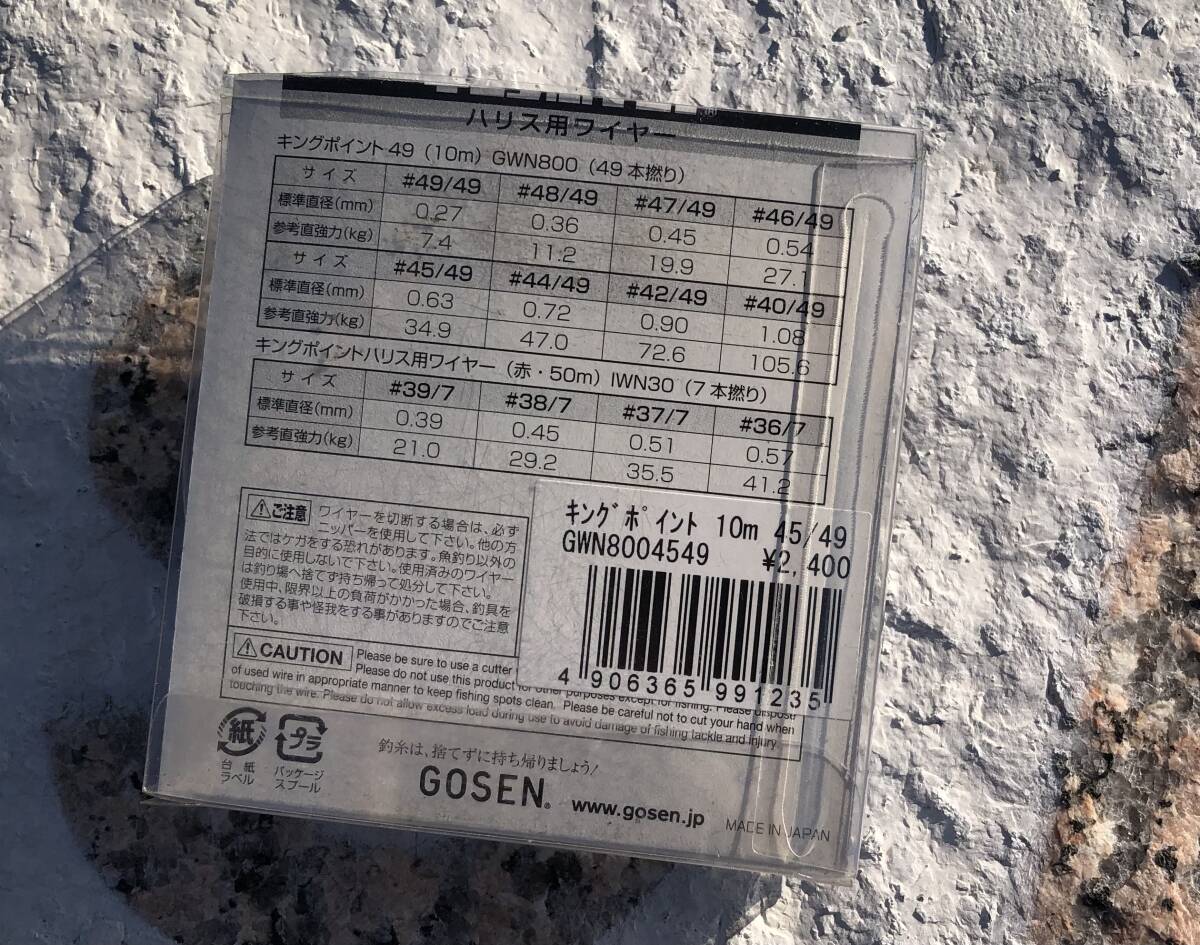 ハリス用ワイヤー
キングポイント49（10m）GWN800（49本撚り）
サイズ #49/49 #48/49 #47/49 #46/49
標準直径(mm) 0.27 0.36 0.45 0.54
参考直強力(kg) 7.4 11.2 19.9 27.1
サイズ #45/49 #44/49 #42/49 #40/49
標準直径(mm) 0.63 0.72 0.90 1.08
参考直強力(kg) 34.9 47.0 72.6 105.6
キングポイントハリス用ワイヤー（赤・50m）IWN30（7本撚り）
サイズ #39/7 #38/7 #37/7 #36/7
標準直径(mm) 0.39 0.45 0.51 0.57
参考直強力(kg) 21.0 29.2 35.5 41.2
⚠ご注意 ワイヤーを切断する場合は、必ず
ニッパーを使用して下さい。他の方
法ではケガをする恐れがあります。魚釣り以外の
目的に使用しないで下さい。使用済みのワイヤー
は釣り場へ捨てず持ち帰って処分して下さい。
使用中、限界以上の負荷がかかった場合、釣具を
破損する事や怪我をする事がありますのでご注意
下さい。
キングポイント 10m 45/49
GWN8004549 ¥2,400
4 906365 991235
⚠CAUTION Please be sure to use a cutter
Please do not use this product for other purposes except for fishing. Please dispose
of used wire in appropriate manner to keep fishing spots clean. Please be careful not to cut your hand when
touching the wire. Please do not allow excess load during use to avoid damage of fishing tackle and injury
紙 プラ
台紙 パッケージ
ラベル スプール
釣糸は、捨てずに持ち帰りましょう!
GOSEN® www.gosen.jp MADE IN JAPAN